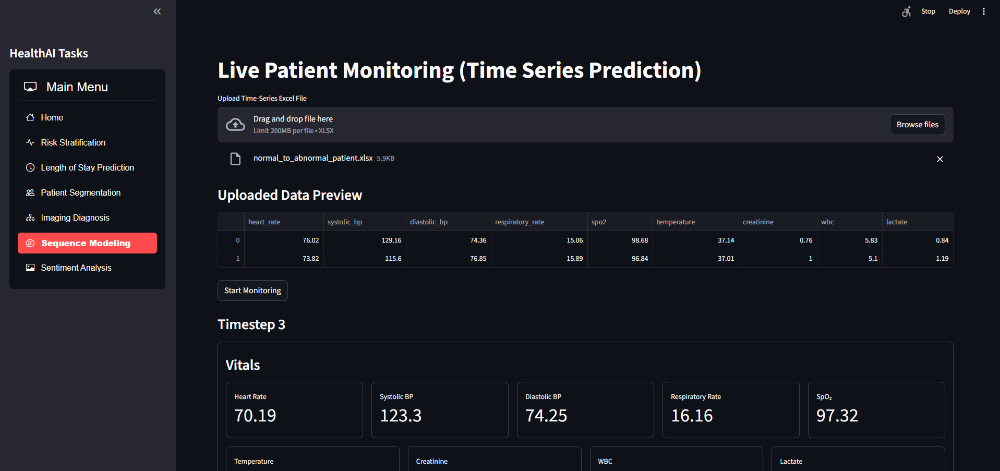 Stop Deploy
HealthAI Tasks
Main Menu
Home
Risk Stratification
Length of Stay Prediction
Patient Segmentation
Imaging Diagnosis
Sequence Modeling
Sentiment Analysis
Live Patient Monitoring (Time Series Prediction)
Upload Time-Series Excel File
Drag and drop file here
Limit 200MB per file • XLSX
Browse files
normal_to_abnormal_patient.xlsx 5.9KB
Uploaded Data Preview
heart_rate systolic_bp diastolic_bp respiratory_rate spo2 temperature creatinine wbc lactate
0 76.02 129.16 74.36 15.06 98.68 37.14 0.76 5.83 0.84
1 73.82 115.6 76.85 15.89 96.84 37.01 1 5.1 1.19
Start Monitoring
Timestep 3
Vitals
Heart Rate Systolic BP Diastolic BP Respiratory Rate SpO₂
70.19 123.3 74.25 16.16 97.32
Temperature Creatinine WBC Lactate